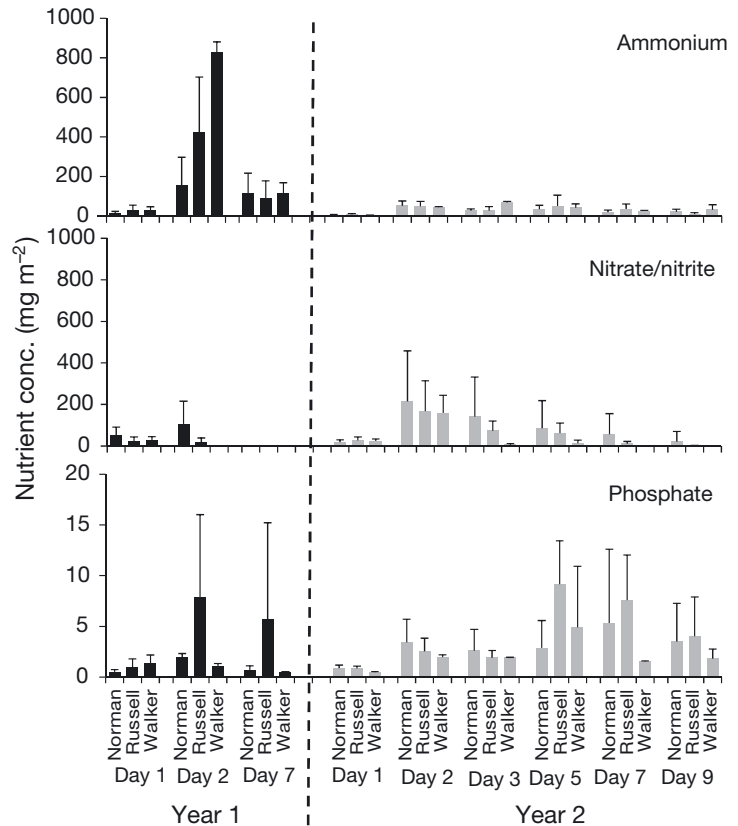 Nutrient conc. (mg m–2)
1000
800
600
400
200
0
Ammonium
1000
800
600
400
200
0
Nitrate/nitrite
20
15
10
5
0
Phosphate
Norman Russell Walker Norman Russell Walker Norman Russell Walker Norman Russell Walker Norman Russell Walker Norman Russell Walker Norman Russell Walker Norman Russell Walker Norman Russell Walker
Day 1 Day 2 Day 7 Day 1 Day 2 Day 3 Day 5 Day 7 Day 9
Year 1 Year 2